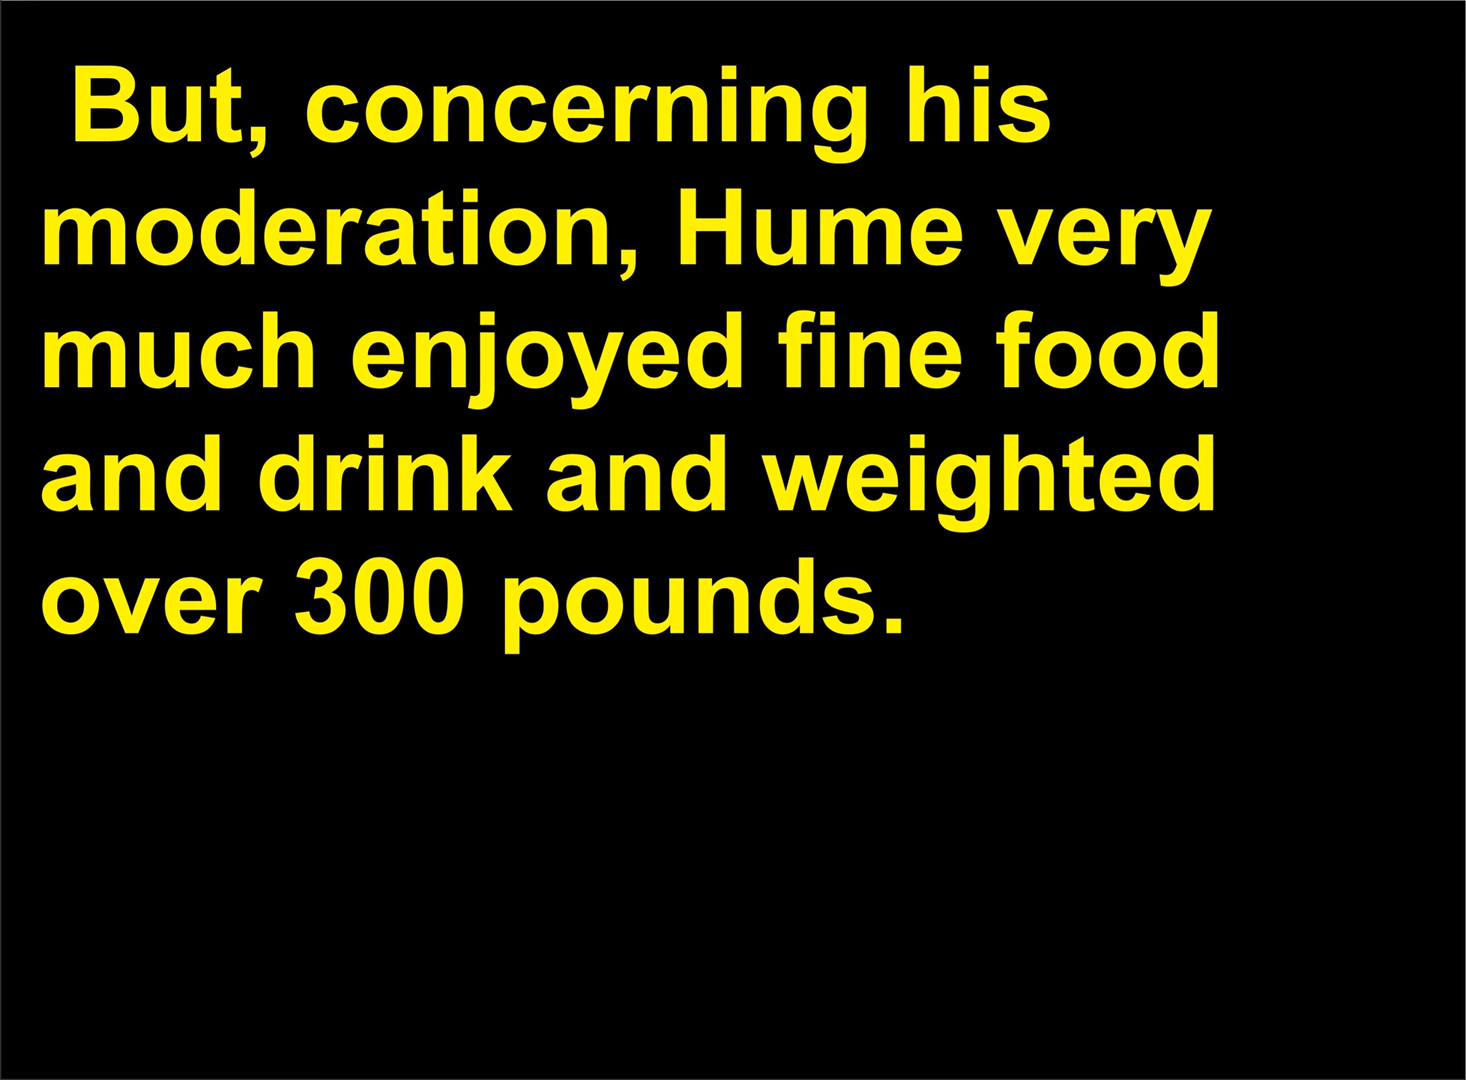 But, concerning his
moderation, Hume very
much enjoyed fine food
and drink and weighted
over 300 pounds.